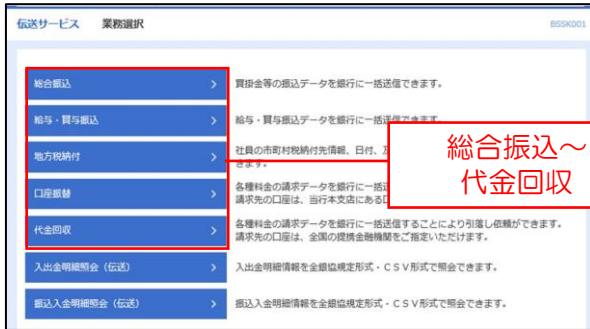 伝送サービス 業務選択 BSSK001
総合振込 > 買掛金等の振込データを銀行に一括送信できます。
給与・賞与振込 > 給与・賞与振込データを銀行に一括送信できます。
地方税納付 > 社員の市町村税納付先情報、日付、及
きます。
口座振替 > 各種料金の請求データを銀行に一括送
請求先の口座は、当行本支店にある口
代金回収 > 各種料金の請求データを銀行に一括送信することにより引落し依頼ができます。
請求先の口座は、全国の提携金融機関をご指定いただけます。
入出金明細照会(伝送) > 入出金明細情報を全銀協規定形式・CSV形式で照会できます。
振込入金明細照会(伝送) > 振込入金明細情報を全銀協規定形式・CSV形式で照会できます。
総合振込~
代金回収